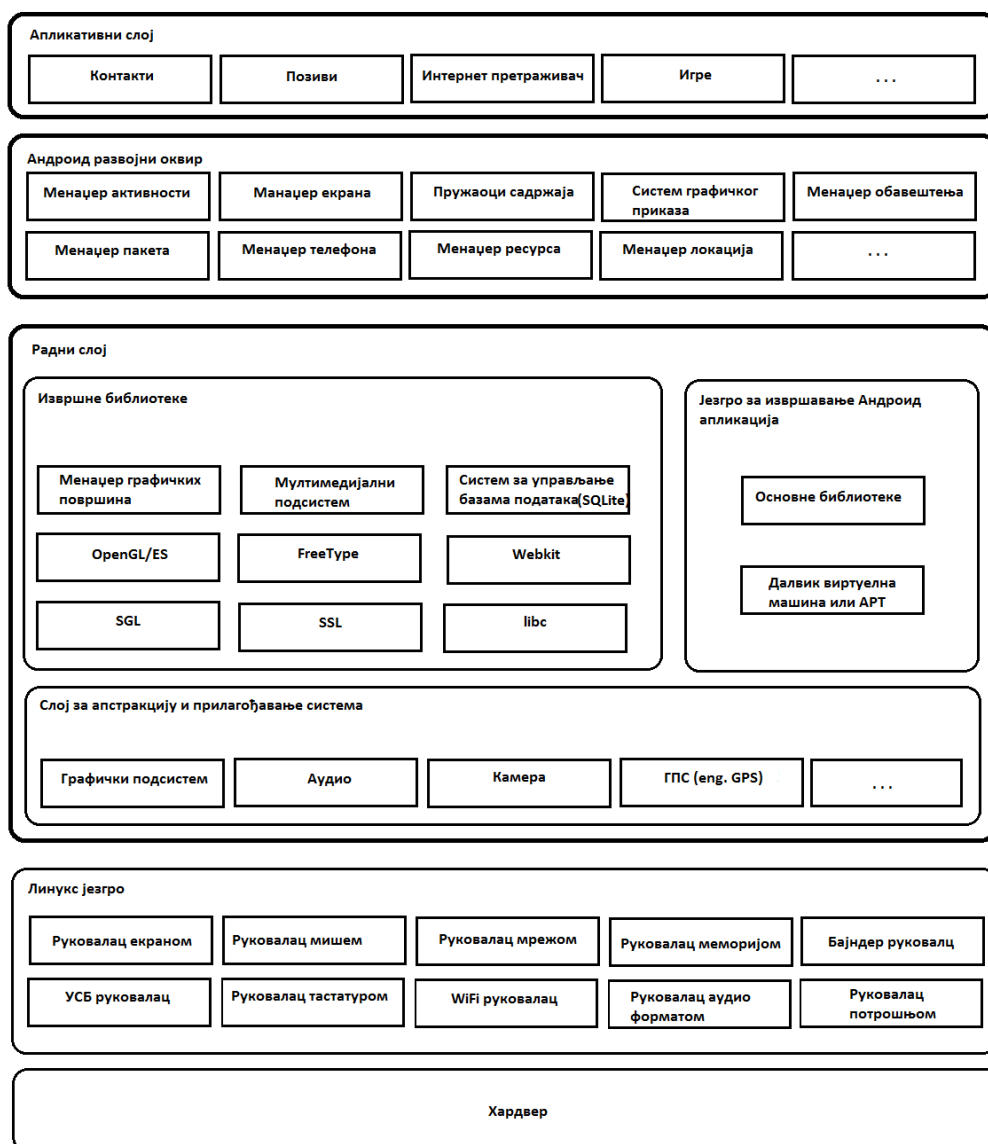 Апликативни слој
Контакти
Позиви
Интернет претраживач
Игре
...
Андроид развојни оквир
Менаџер активности
Манаџер екрана
Пружаоци садржаја
Систем графичког
приказа
Менаџер обавештења
Менаџер пакета
Менаџер телефона
Менаџер ресурса
Менаџер локација
...
Радни слој
Извршне библиотеке
Менаџер графичких
површина
Мултимедијални
подсистем
Систем за управљање
базама података(SQLite)
OpenGL/ES
FreeType
Webkit
SGL
SSL
libc
Језгро за извршавање Андроид
апликација
Основне библиотеке
Далвик виртуелна
машина или АРТ
Слој за апстракцију и прилагођавање система
Графички подсистем
Аудио
Камера
ГПС (eng. GPS)
...
Линукс језгро
Руковалац екраном
Руковалац мишем
Руковалац мрежом
Руковалац меморијом
Бајндер руковалц
УСБ руковалац
Руковалац тастатуром
WiFi руковалац
Руковалац аудио
форматом
Руковалац
потрошњом
Хардвер